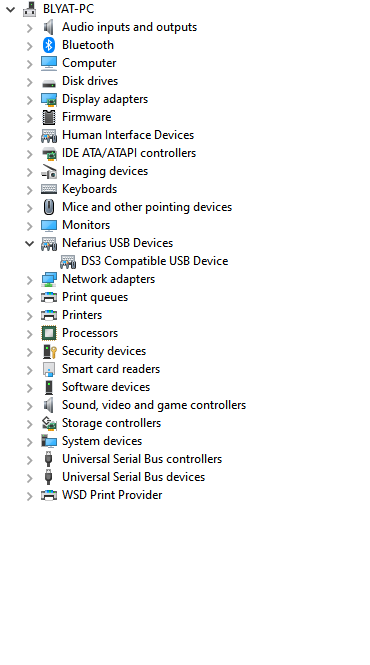 BLYAT-PC
Audio inputs and outputs
Bluetooth
Computer
Disk drives
Display adapters
Firmware
Human Interface Devices
IDE ATA/ATAPI controllers
Imaging devices
Keyboards
Mice and other pointing devices
Monitors
Nefarius USB Devices
DS3 Compatible USB Device
Network adapters
Print queues
Printers
Processors
Security devices
Smart card readers
Software devices
Sound, video and game controllers
Storage controllers
System devices
Universal Serial Bus controllers
Universal Serial Bus devices
WSD Print Provider